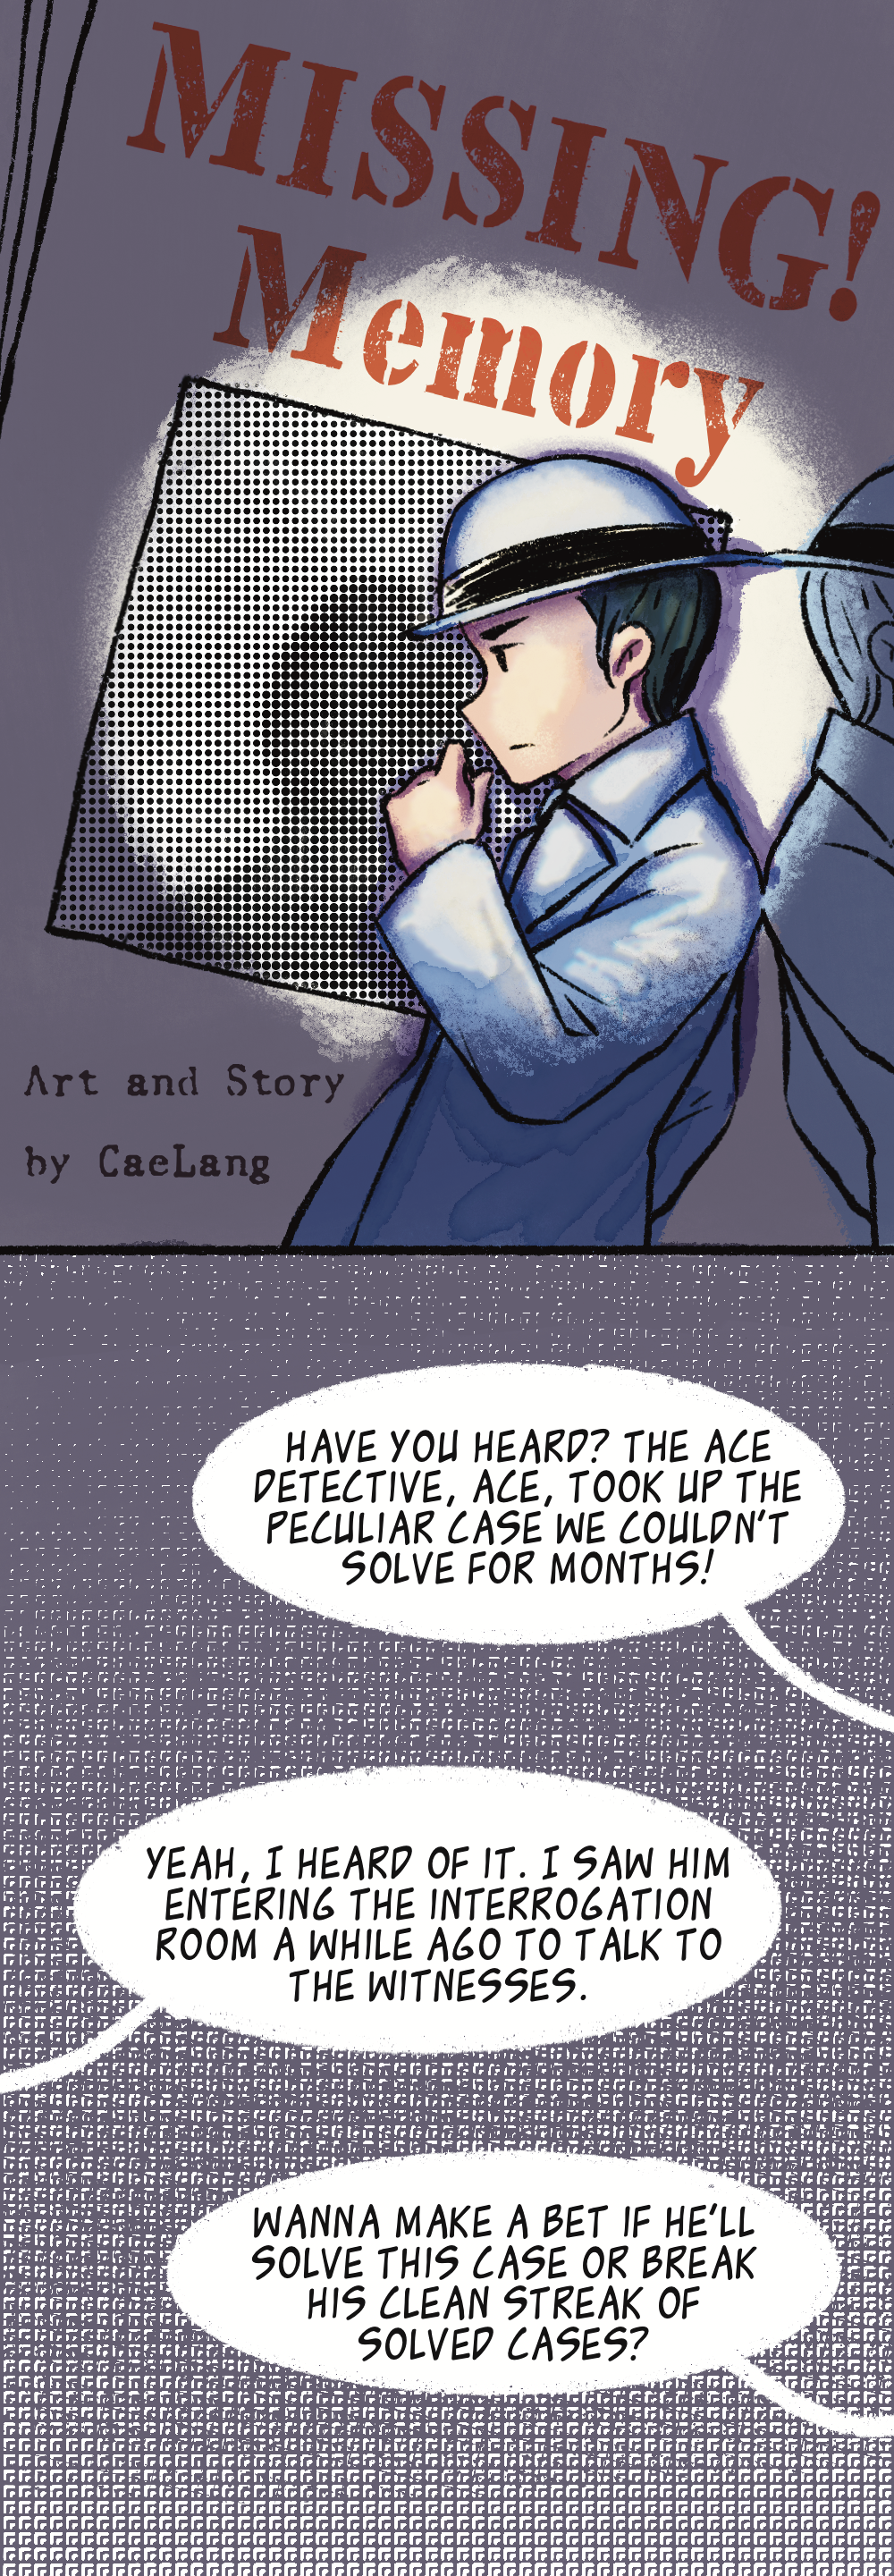 MISSING!
Memory
Art and Story
by CaeLang
HAVE YOU HEARD? THE ACE
DETECTIVE, ACE, TOOK UP THE
PECULIAR CASE WE COULDN'T
SOLVE FOR MONTHS!
YEAH, I HEARD OF IT. I SAW HIM
ENTERING THE INTERROGATION
ROOM A WHILE AGO TO TALK TO
THE WITNESSES.
WANNA MAKE A BET IF HE'LL
SOLVE THIS CASE OR BREAK
HIS CLEAN STREAK OF
SOLVED CASES?